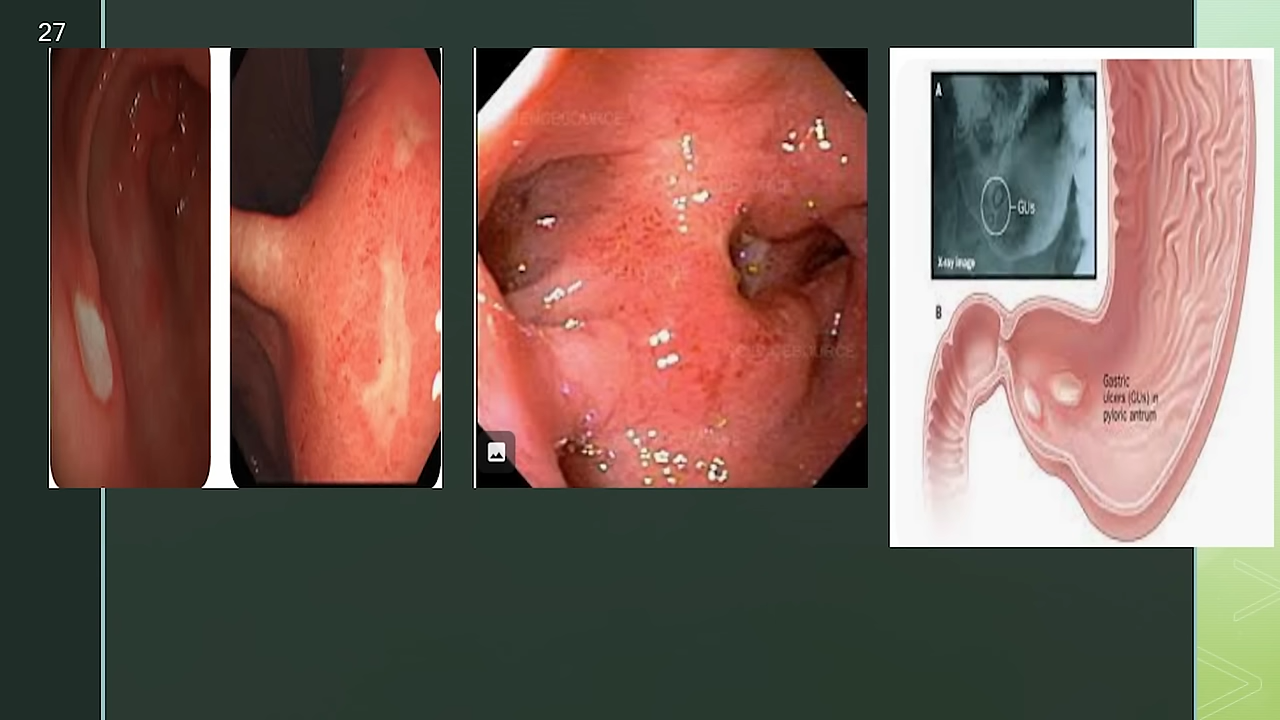 27
A
GUs
X-ray image
B
Gastric
ulcers (GUs) in
pyloric antrum